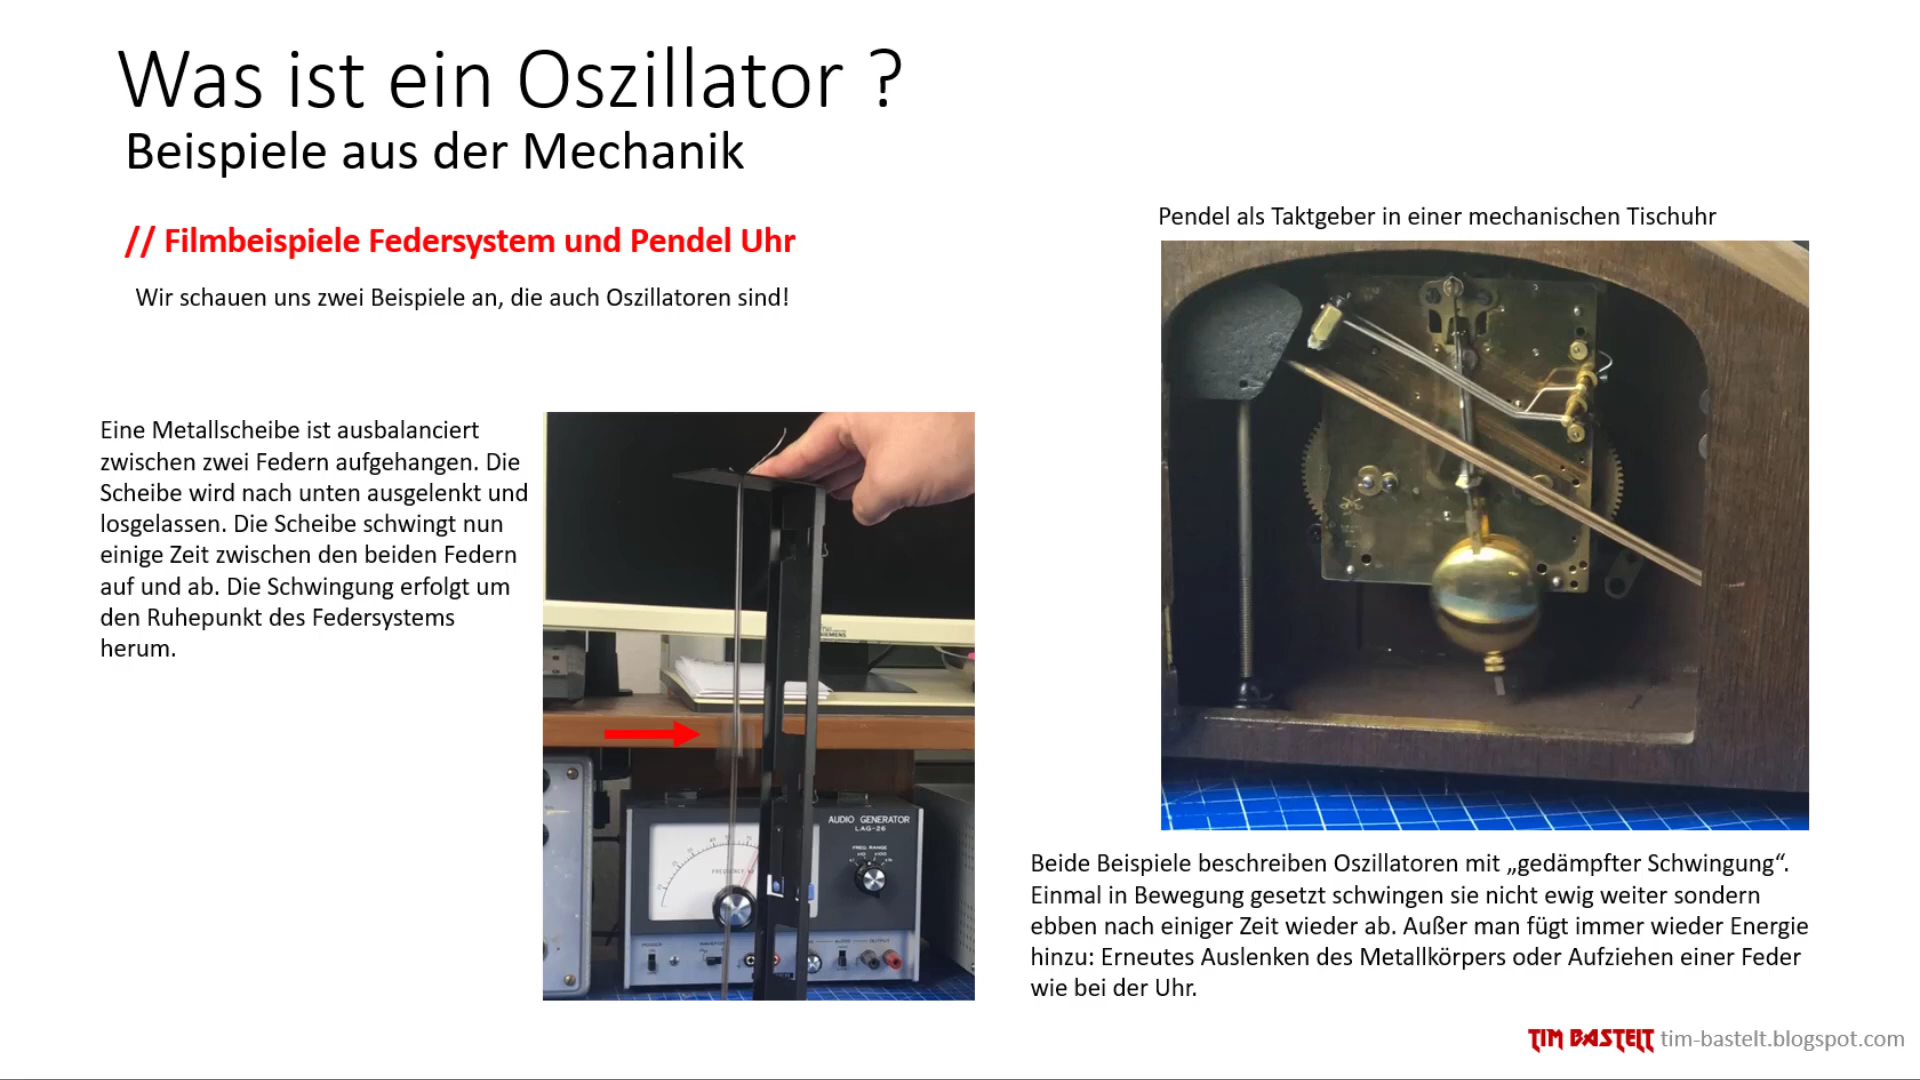 Was ist ein Oszillator ?
Beispiele aus der Mechanik
// Filmbeispiele Federsystem und Pendel Uhr
Wir schauen uns zwei Beispiele an, die auch Oszillatoren sind!
Eine Metallscheibe ist ausbalanciert
zwischen zwei Federn aufgehangen. Die
Scheibe wird nach unten ausgelenkt und
losgelassen. Die Scheibe schwingt nun
einige Zeit zwischen den beiden Federn
auf und ab. Die Schwingung erfolgt um
den Ruhepunkt des Federsystems
herum.
SIEMENS
AUDIO GENERATOR
LAG-26
FREQ. RANGE
POWER
OUTPUT
Pendel als Taktgeber in einer mechanischen Tischuhr
Beide Beispiele beschreiben Oszillatoren mit „gedämpfter Schwingung“.
Einmal in Bewegung gesetzt schwingen sie nicht ewig weiter sondern
ebben nach einiger Zeit wieder ab. Außer man fügt immer wieder Energie
hinzu: Erneutes Auslenken des Metallkörpers oder Aufziehen einer Feder
wie bei der Uhr.
TIM BASTELT tim-bastelt.blogspot.com